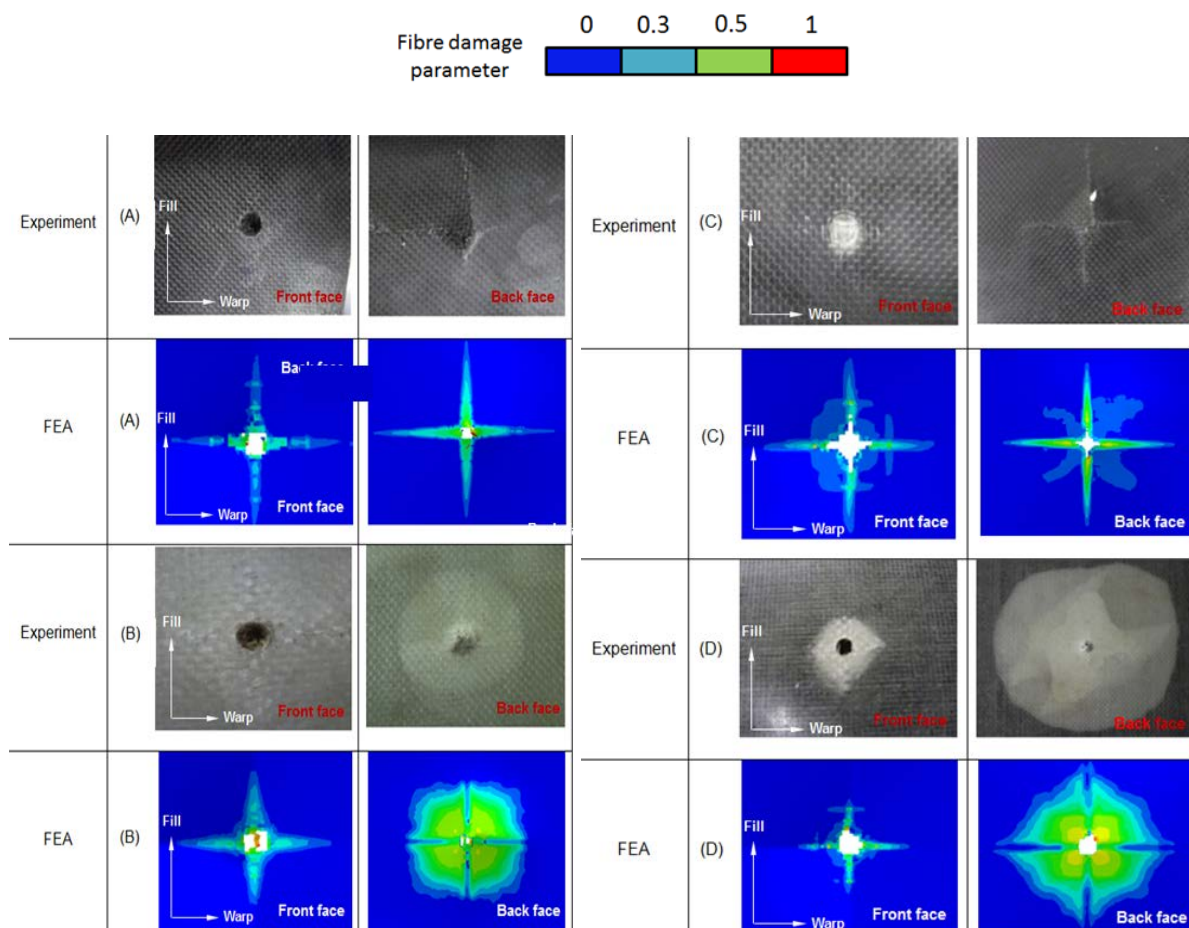 0 0.3 0.5 1
Fibre damage
parameter
Experiment (A) Fill Warp Front face Back face
FEA (A) Fill Warp Front face Back face
Experiment (B) Fill Warp Front face Back face
FEA (B) Fill Warp Front face Back face
Experiment (C) Fill Warp Front face Back face
FEA (C) Fill Warp Front face Back face
Experiment (D) Fill Warp Front face Back face
FEA (D) Fill Warp Front face Back face